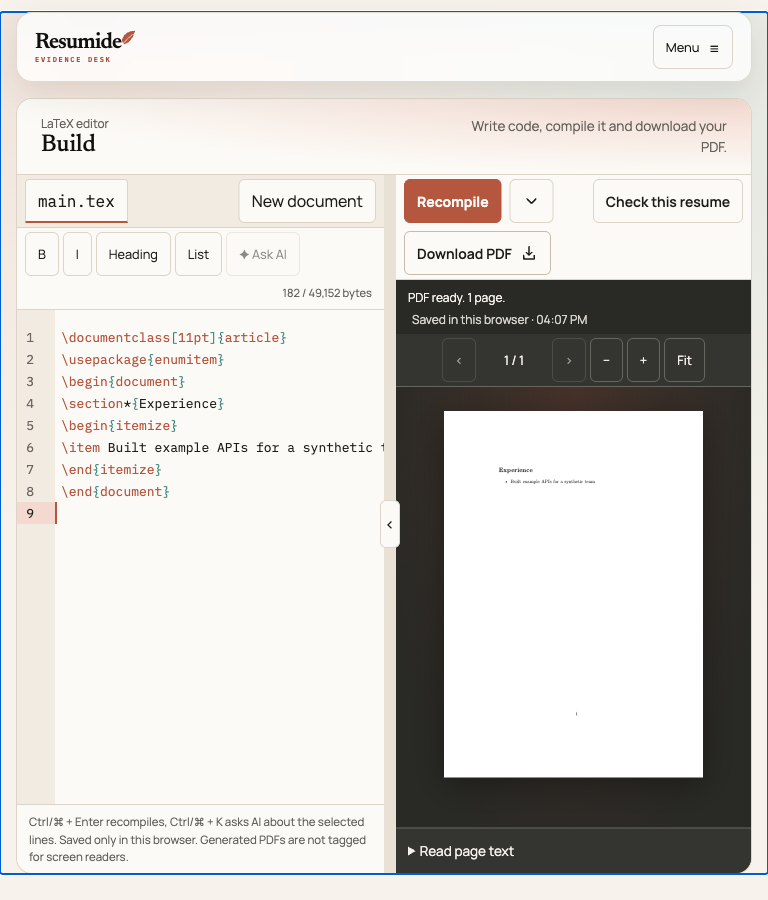 Resumide
EVIDENCE DESK
Menu ≡
LaTeX editor
Build
Write code, compile it and download your
PDF.
main.tex
New document
B
I
Heading
List
✦ Ask AI
182 / 49,152 bytes
1 \documentclass[11pt]{article}
2 \usepackage{enumitem}
3 \begin{document}
4 \section*{Experience}
5 \begin{itemize}
6 \item Built example APIs for a synthetic
7 \end{itemize}
8 \end{document}
9
Ctrl/⌘ + Enter recompiles, Ctrl/⌘ + K asks AI about the selected
lines. Saved only in this browser. Generated PDFs are not tagged
for screen readers.
Recompile
Check this resume
Download PDF
PDF ready. 1 page.
Saved in this browser · 04:07 PM
‹
1 / 1
›
−
+
Fit
Experience
• Built example APIs for a synthetic team
1
▶ Read page text